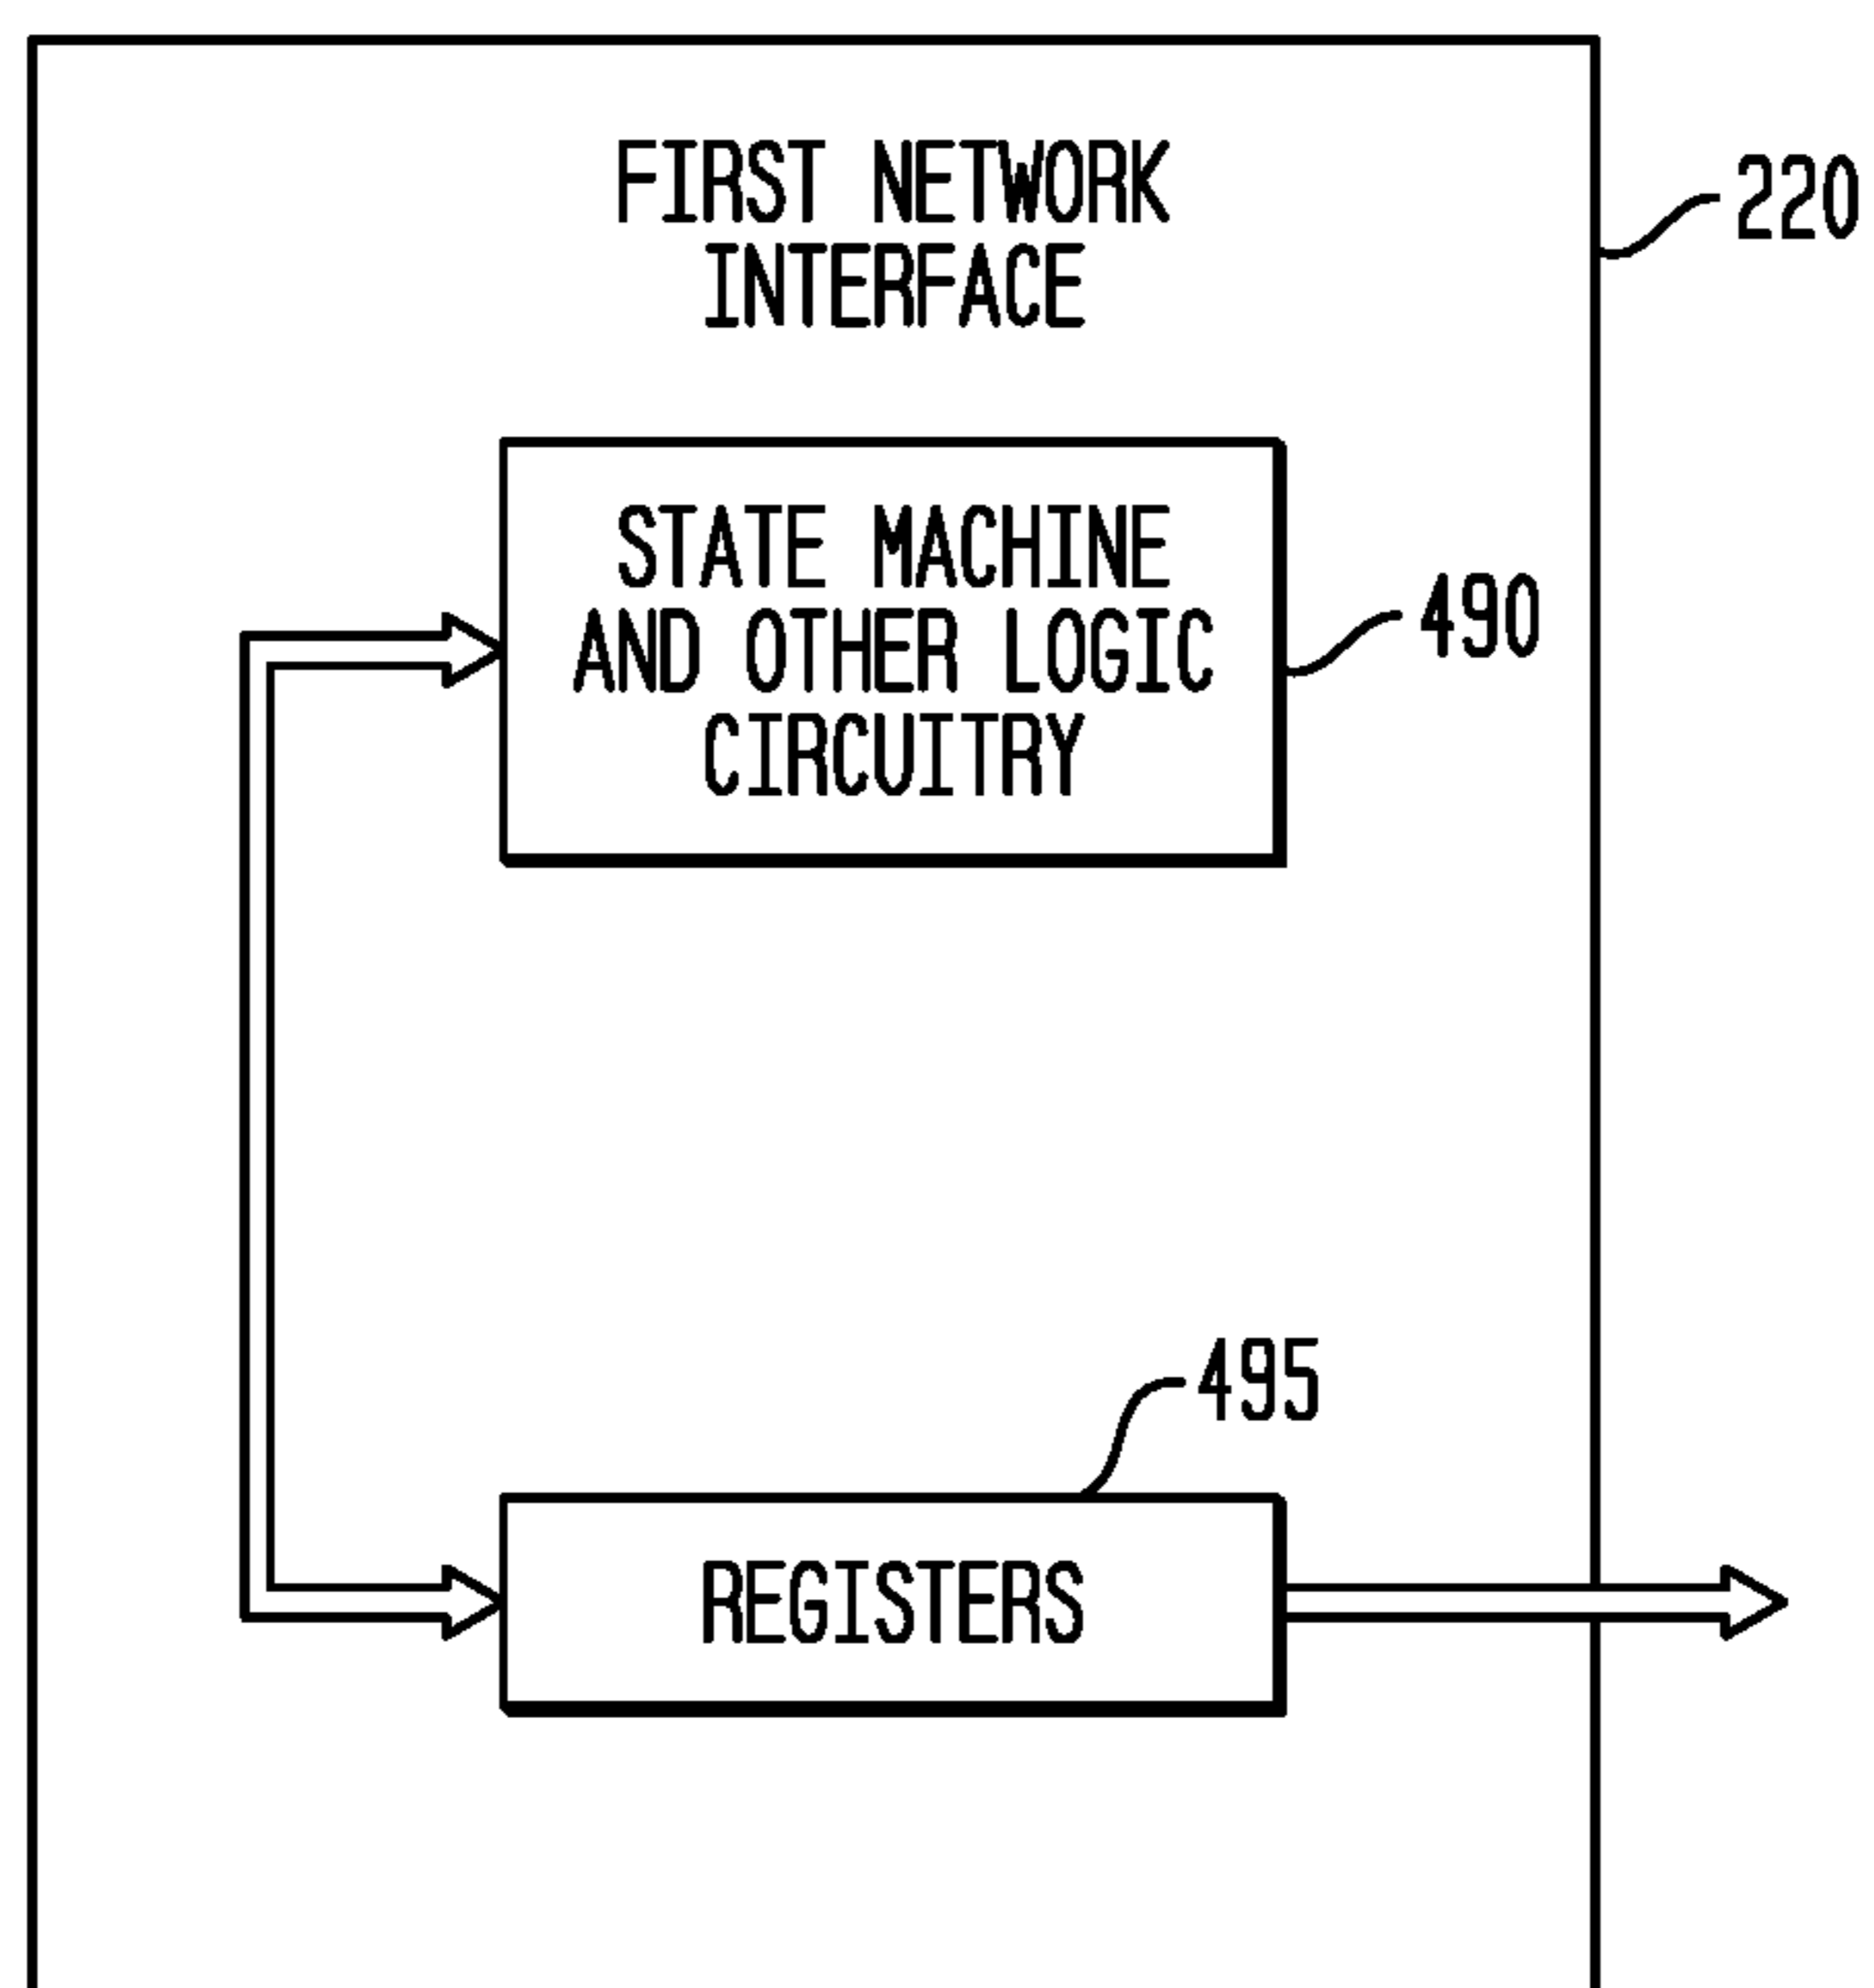 FIRST NETWORK
INTERFACE
220
STATE MACHINE
AND OTHER LOGIC
CIRCUITRY
490
495
REGISTERS